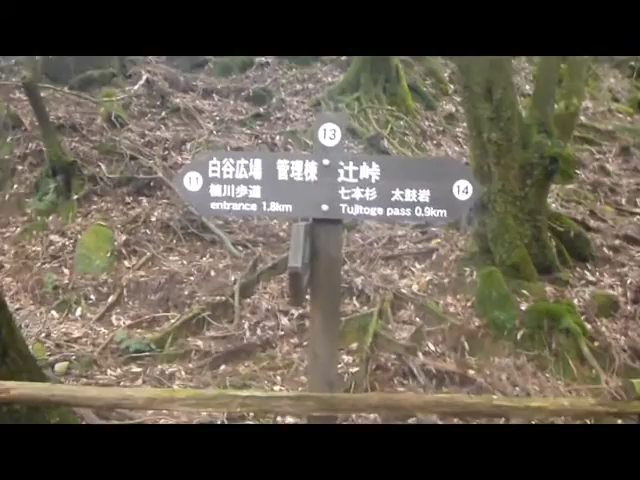 13
11
白谷広場 管理棟
楠川歩道
entrance 1.8km
辻峠
七本杉 太鼓岩
Tujitoge pass 0.9km
14